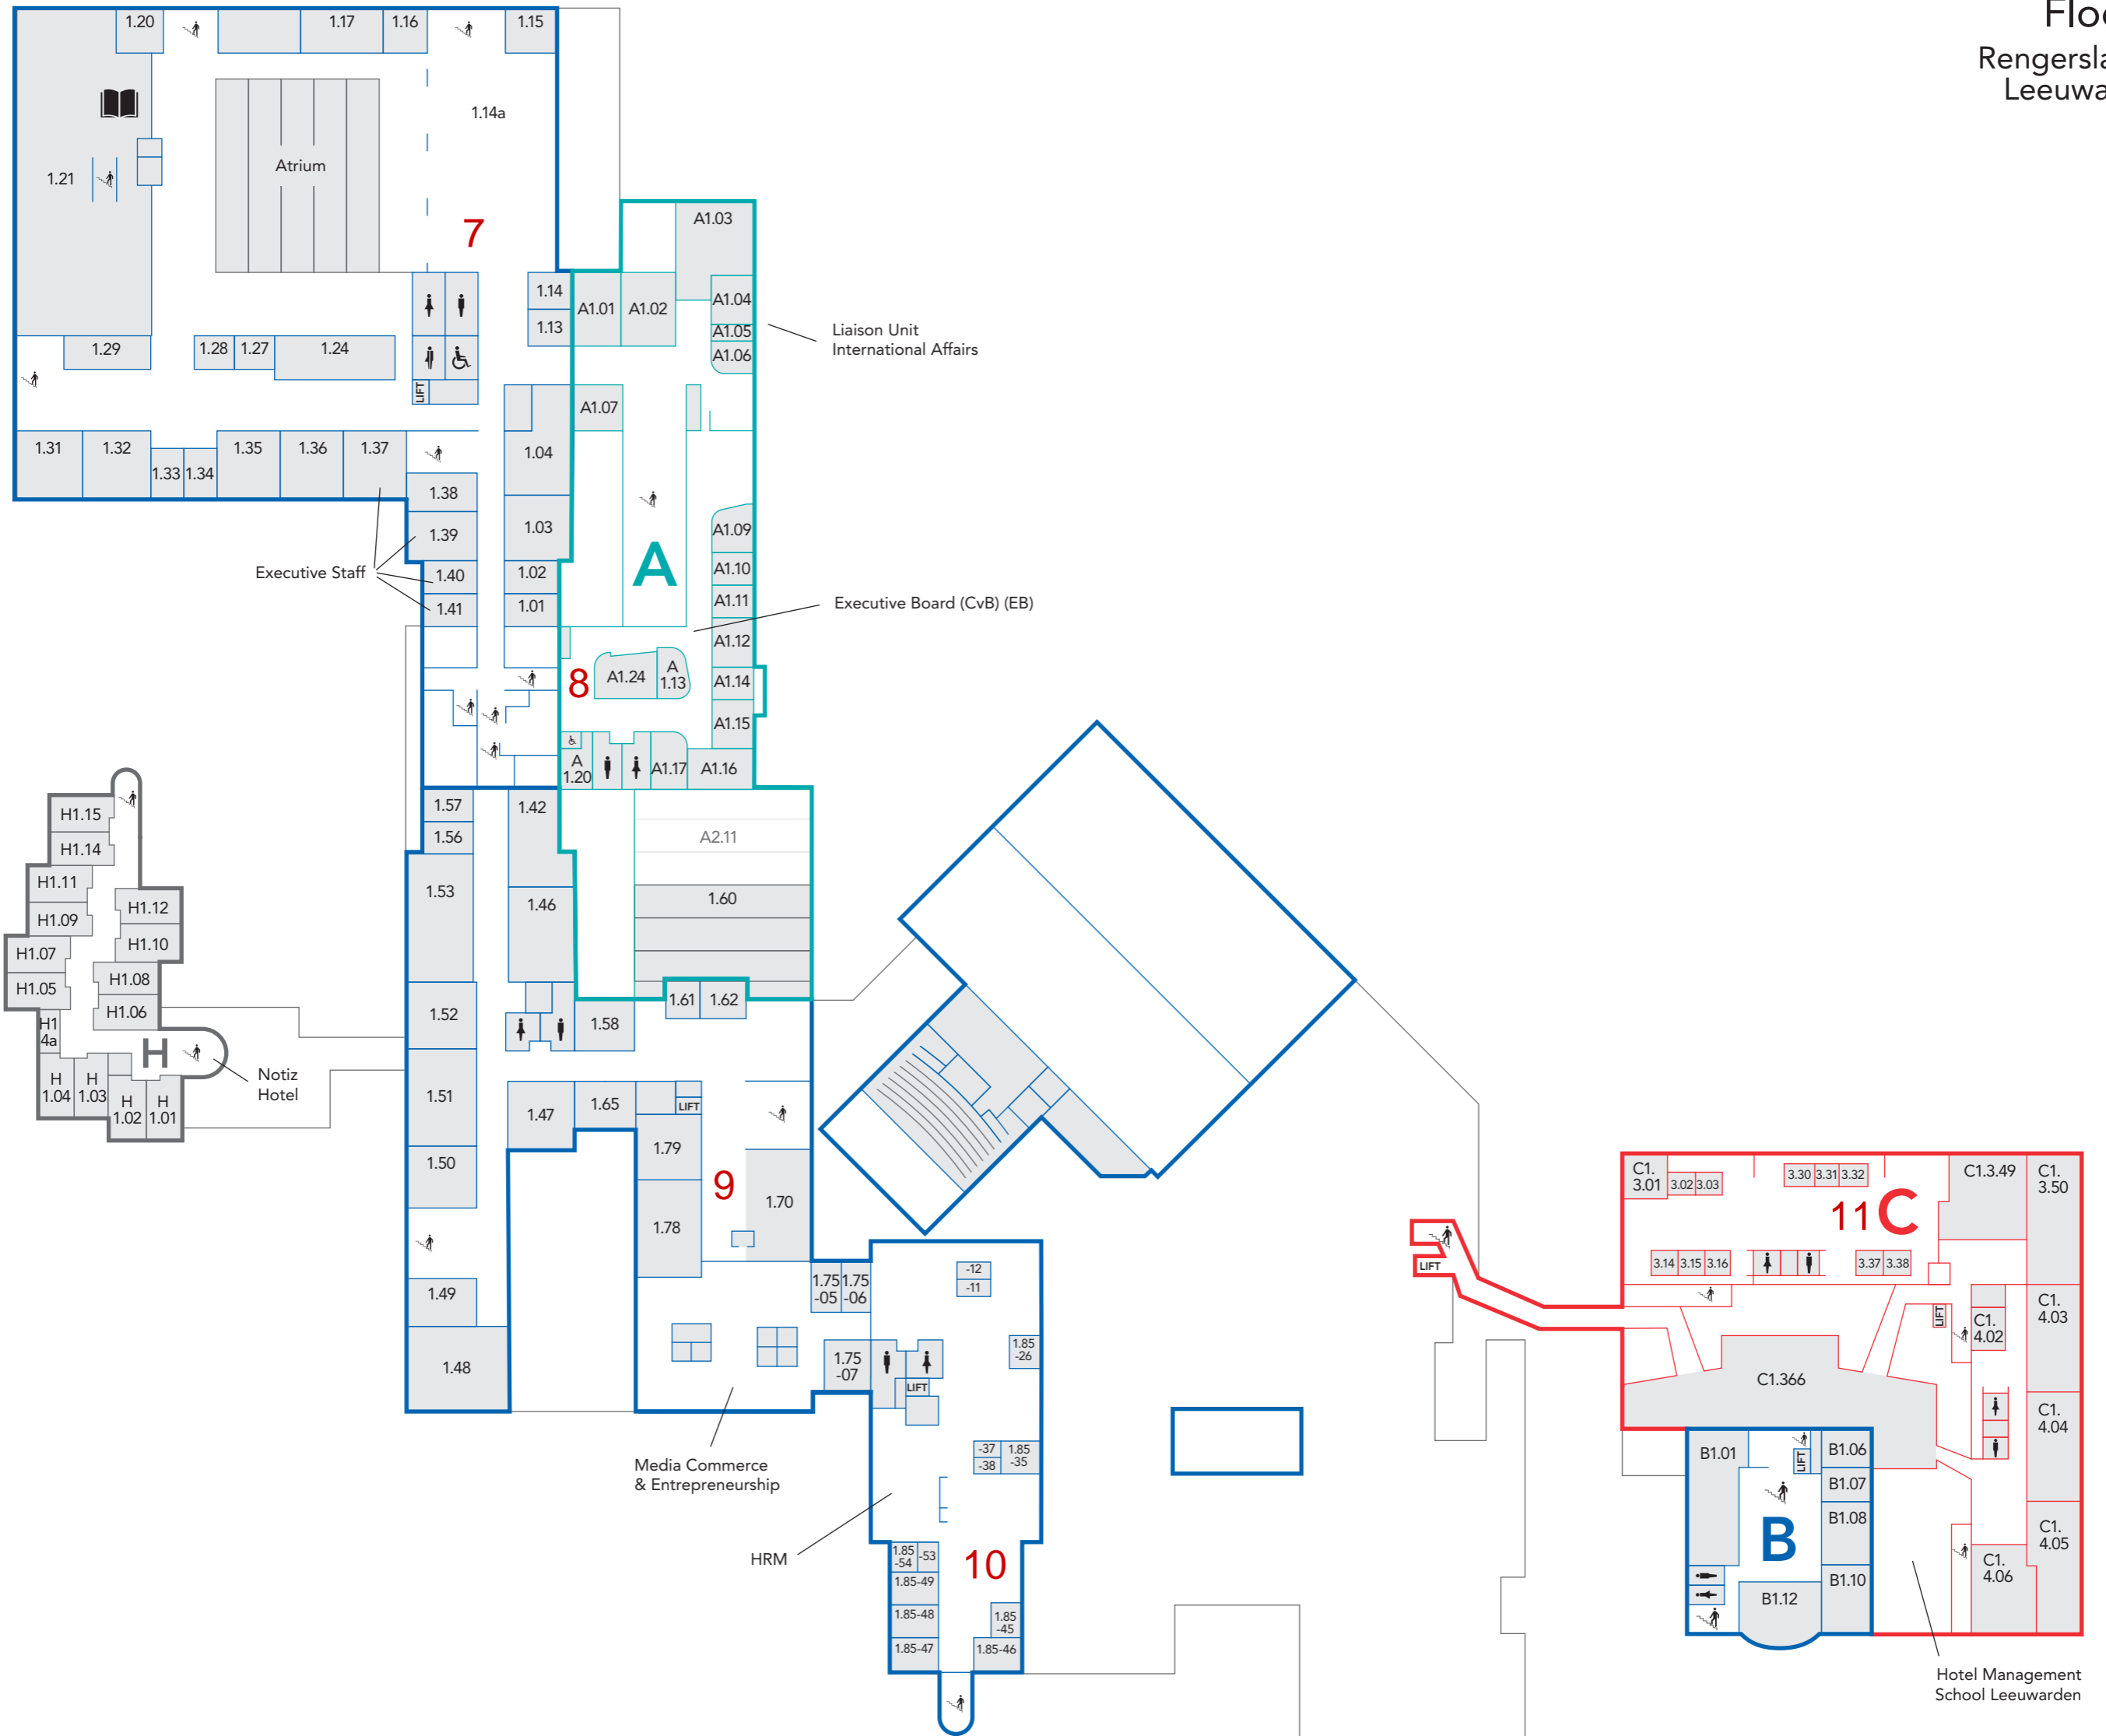 Floo
Rengersla
Leeuwa
1.20
1.17
1.16
1.15
1.14a
Atrium
1.21
7
1.14
1.13
1.29
1.28
1.27
1.24
LIFT
1.31
1.32
1.33
1.34
1.35
1.36
1.37
1.38
1.39
1.40
1.41
1.04
1.03
1.02
1.01
Executive Staff
A1.03
A1.01
A1.02
A1.04
A1.05
A1.06
A1.07
Liaison Unit
International Affairs
A
A1.09
A1.10
A1.11
A1.12
A1.14
A1.15
Executive Board (CvB) (EB)
8
A1.24
A
1.13
A
1.20
A1.17
A1.16
A2.11
1.60
1.57
1.56
1.42
1.53
1.46
1.52
1.58
1.61
1.62
1.51
1.47
1.65
LIFT
1.79
1.50
9
1.78
1.70
1.49
1.48
H1.15
H1.14
H1.11
H1.09
H1.12
H1.10
H1.07
H1.08
H1.05
H1.06
H1
4a
H
H
1.04
H
1.03
H
1.02
H
1.01
Notiz
Hotel
1.75
-05
1.75
-06
1.75
-07
LIFT
-12
-11
1.85
-26
-37
-38
1.85
-35
Media Commerce
& Entrepreneurship
HRM
10
1.85
-54
-53
1.85-49
1.85-48
1.85-47
1.85
-45
1.85-46
LIFT
C1.
3.01
3.02
3.03
3.30
3.31
3.32
C1.3.49
C1.
3.50
11
C
3.14
3.15
3.16
3.37
3.38
LIFT
C1.
4.02
C1.
4.03
C1.366
C1.
4.04
C1.
4.05
C1.
4.06
B1.01
LIFT
B1.06
B1.07
B1.08
B
B1.10
B1.12
Hotel Management
School Leeuwarden